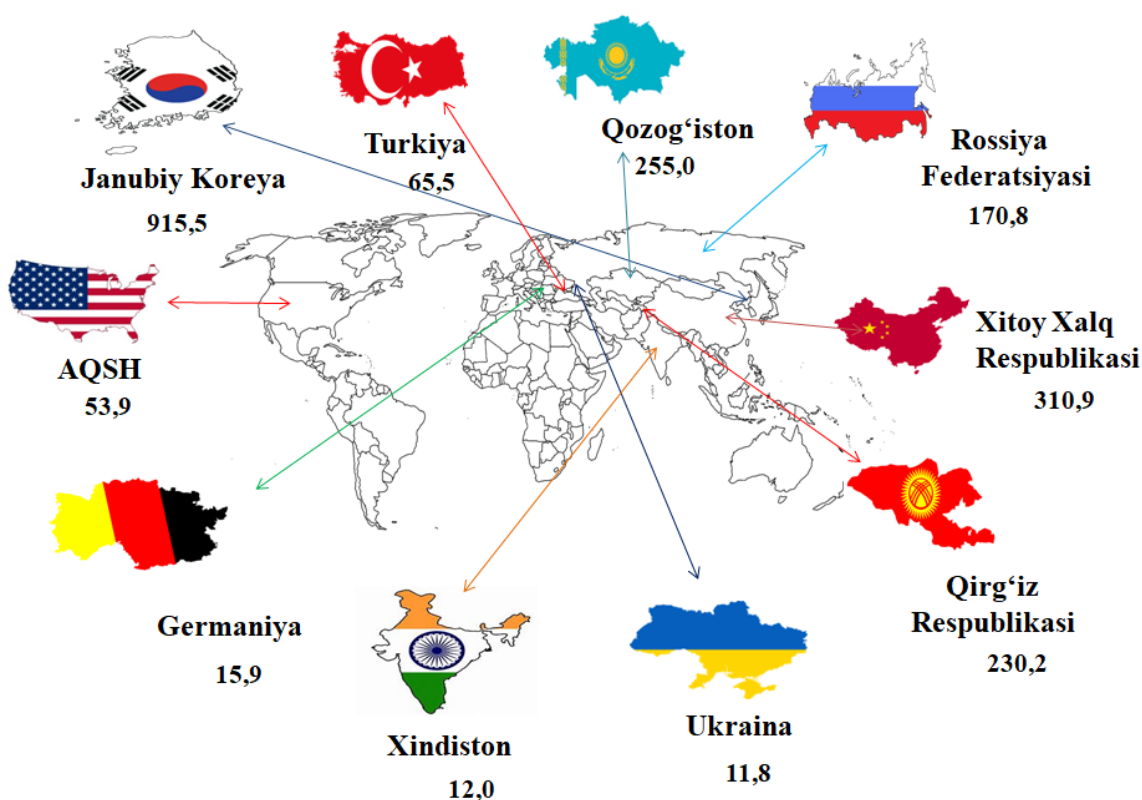 Janubiy Koreya
915,5
Turkiya
65,5
Qozog‘iston
255,0
Rossiya
Federatsiyasi
170,8
AQSH
53,9
Xitoy Xalq
Respublikasi
310,9
Germaniya
15,9
Xindiston
12,0
Ukraina
11,8
Qirg‘iz
Respublikasi
230,2